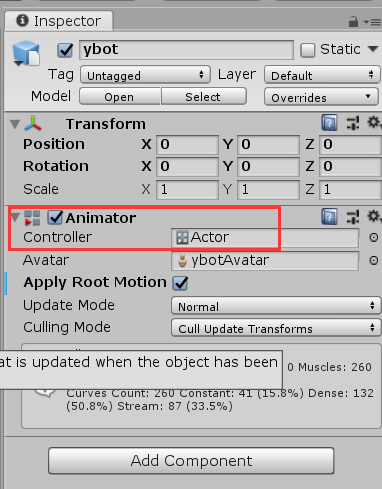 Inspector
ybot Static
Tag Untagged Layer Default
Model Open Select Overrides
Transform
Position X 0 Y 0 Z 0
Rotation X 0 Y 0 Z 0
Scale X 1 Y 1 Z 1
Animator
Controller Actor
Avatar ybotAvatar
Apply Root Motion
Update Mode Normal
Culling Mode Cull Update Transforms
at is updated when the object has been
0 Muscles: 260
Curves Count: 260 Constant: 41 (15.8%) Dense: 132
(50.8%) Stream: 87 (33.5%)
Add Component